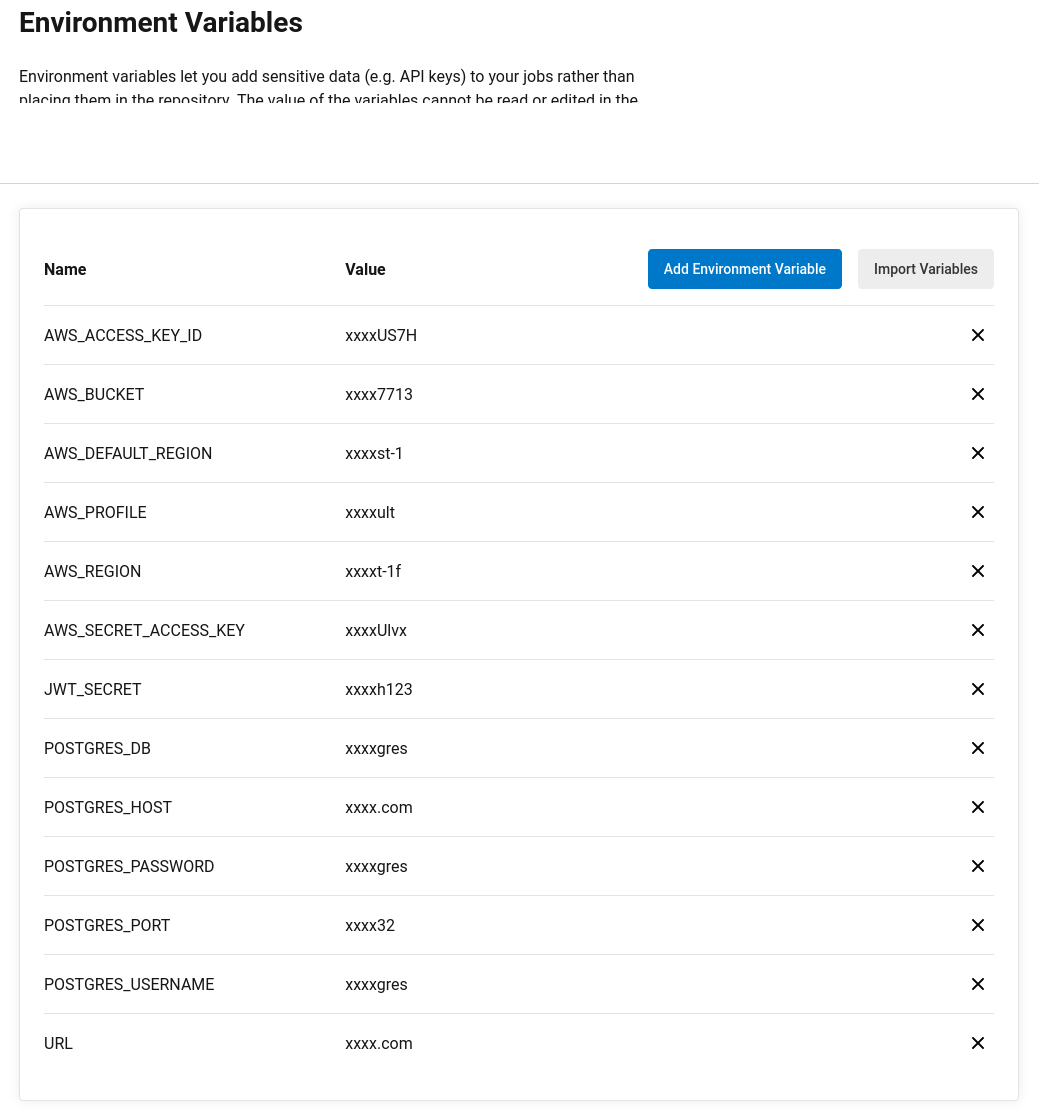 Environment Variables
Environment variables let you add sensitive data (e.g. API keys) to your jobs rather than
placing them in the repository. The value of the variables cannot be read or edited in the
Name Value Add Environment Variable Import Variables
AWS_ACCESS_KEY_ID xxxxUS7H
AWS_BUCKET xxxx7713
AWS_DEFAULT_REGION xxxxst-1
AWS_PROFILE xxxxult
AWS_REGION xxxxt-1f
AWS_SECRET_ACCESS_KEY xxxxUlvx
JWT_SECRET xxxxh123
POSTGRES_DB xxxxgres
POSTGRES_HOST xxxx.com
POSTGRES_PASSWORD xxxxgres
POSTGRES_PORT xxxx32
POSTGRES_USERNAME xxxxgres
URL xxxx.com